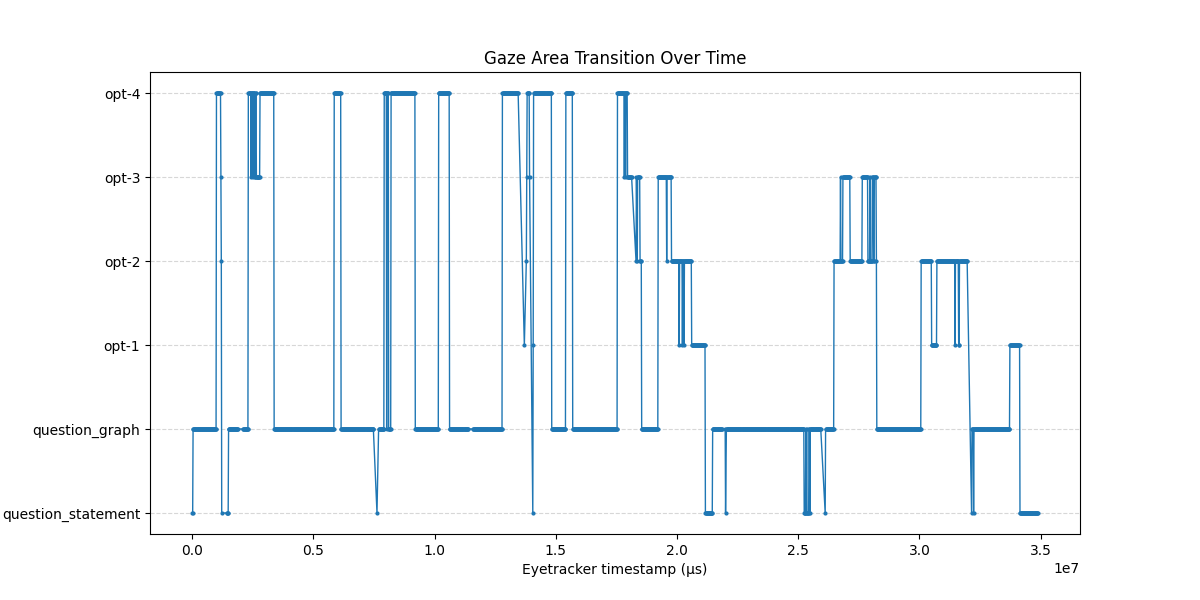 Gaze Area Transition Over Time
opt-4
opt-3
opt-2
opt-1
question_graph
question_statement
0.0 0.5 1.0 1.5 2.0 2.5 3.0 3.5
1e7
Eyetracker timestamp (µs)